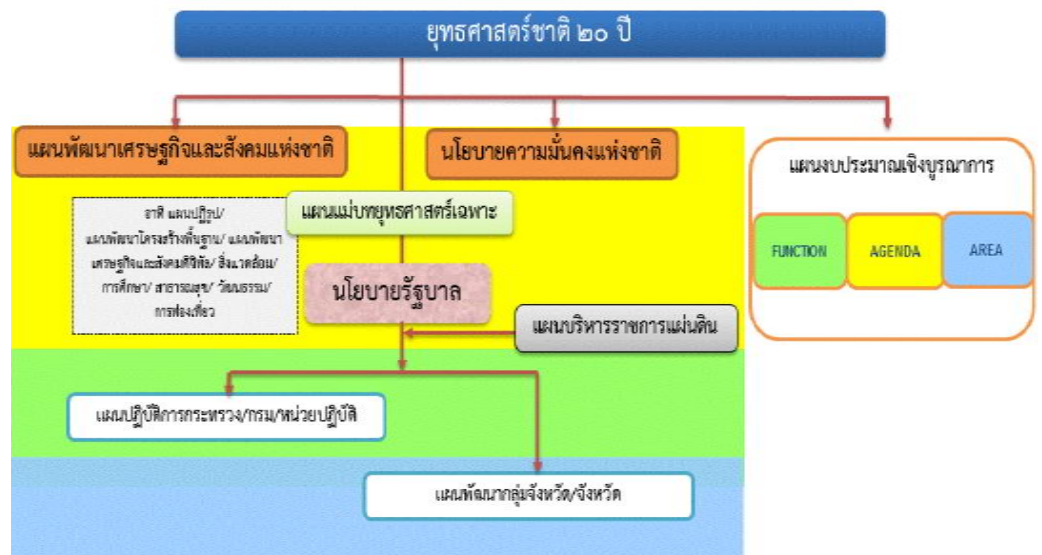 ยุทธศาสตร์ชาติ ๒๐ ปี
แผนพัฒนาเศรษฐกิจและสังคมแห่งชาติ
นโยบายความมั่นคงแห่งชาติ
แผนงบประมาณเชิงบูรณาการ
FUNCTION
AGENDA
AREA
แผนแม่บทยุทธศาสตร์เฉพาะ
อาทิ แผนปฏิรูป/
แผนพัฒนาโครงสร้างพื้นฐาน/ แผนพัฒนา
เศรษฐกิจและสังคมดิจิทัล/ สิ่งแวดล้อม/
การศึกษา/ สาธารณสุข/ วัฒนธรรม/
การท่องเที่ยว
นโยบายรัฐบาล
แผนบริหารราชการแผ่นดิน
แผนปฏิบัติการกระทรวง/กรม/หน่วยปฏิบัติ
แผนพัฒนากลุ่มจังหวัด/จังหวัด